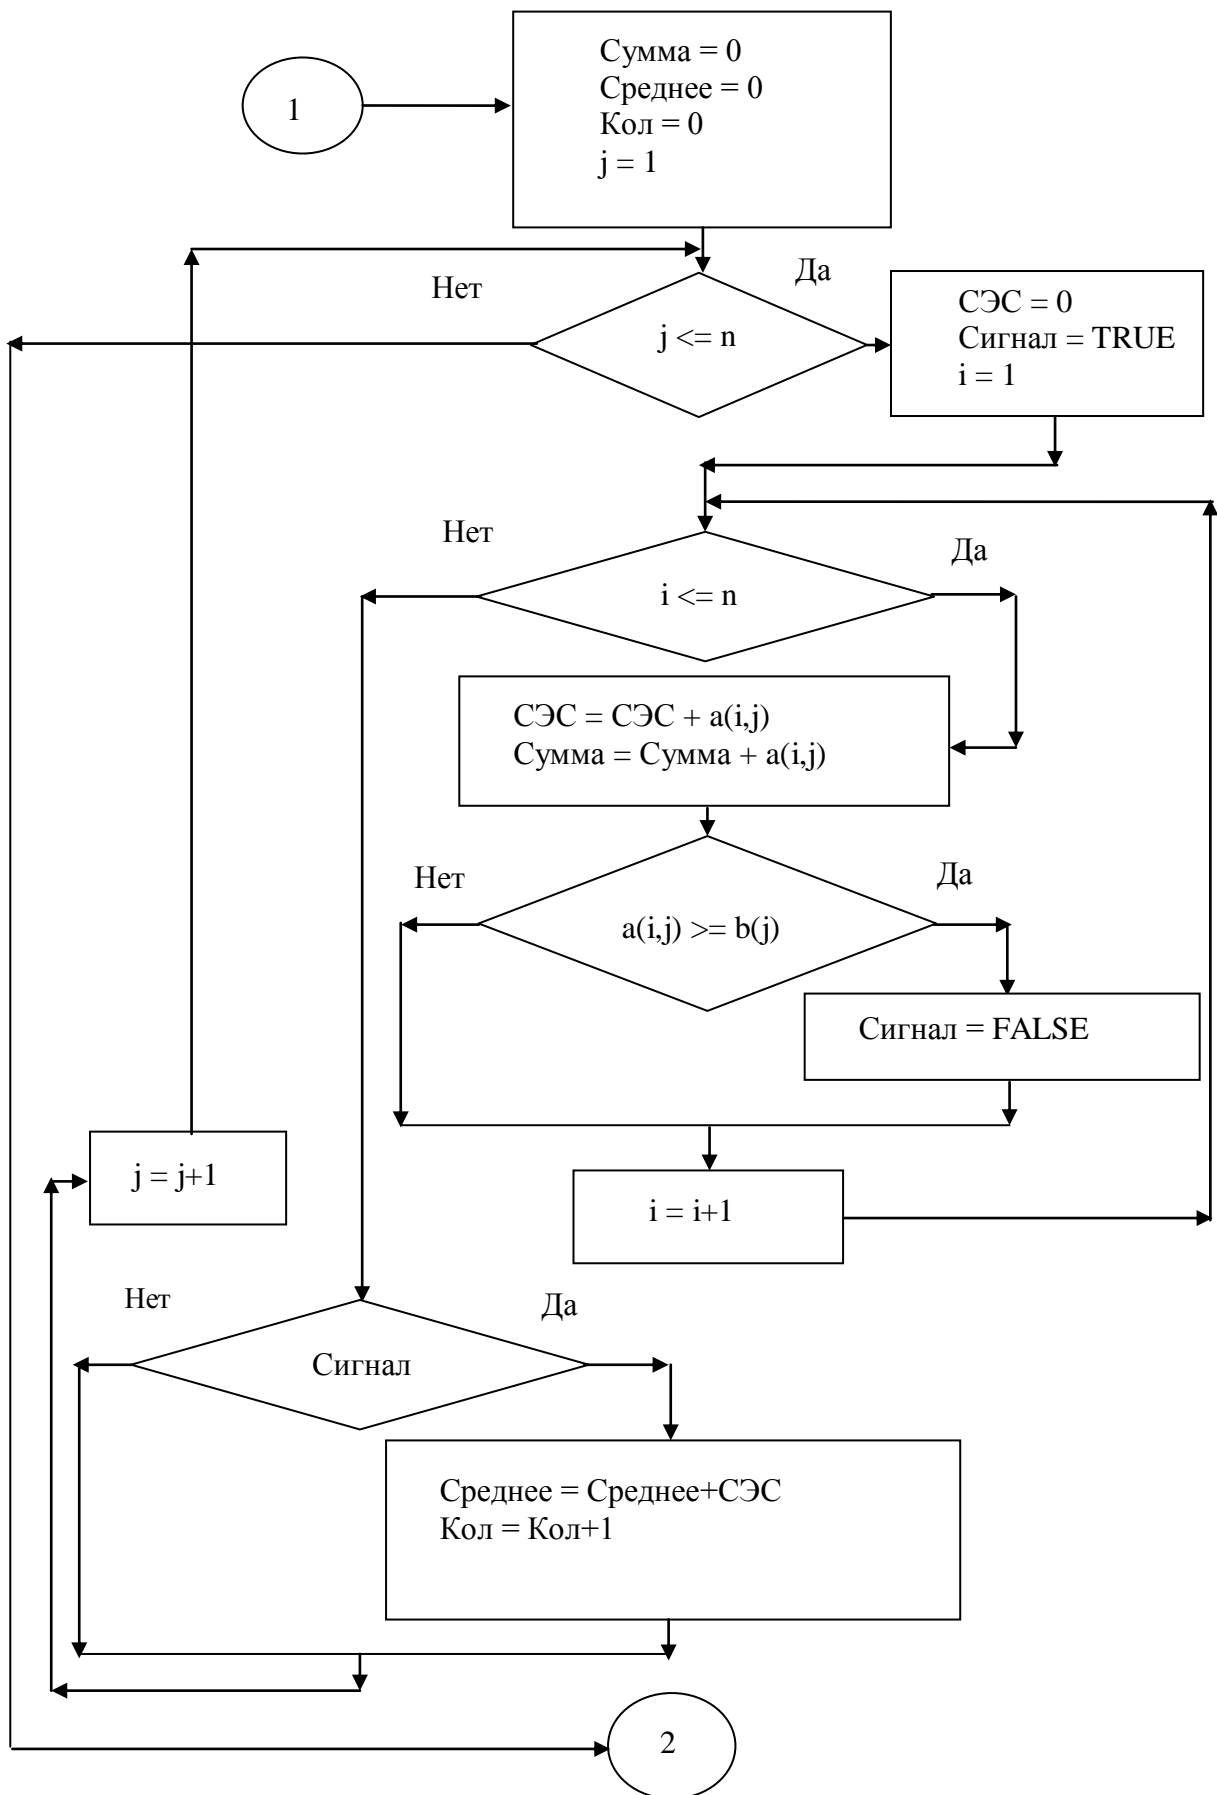 Сумма = 0
Среднее = 0
Кол = 0
j = 1
1
Нет
Да
j <= n
СЭС = 0
Сигнал = TRUE
i = 1
Нет
Да
i <= n
СЭС = СЭС + a(i,j)
Сумма = Сумма + a(i,j)
Нет
Да
a(i,j) >= b(j)
Сигнал = FALSE
j = j+1
i = i+1
Нет
Да
Сигнал
Среднее = Среднее+СЭС
Кол = Кол+1
2